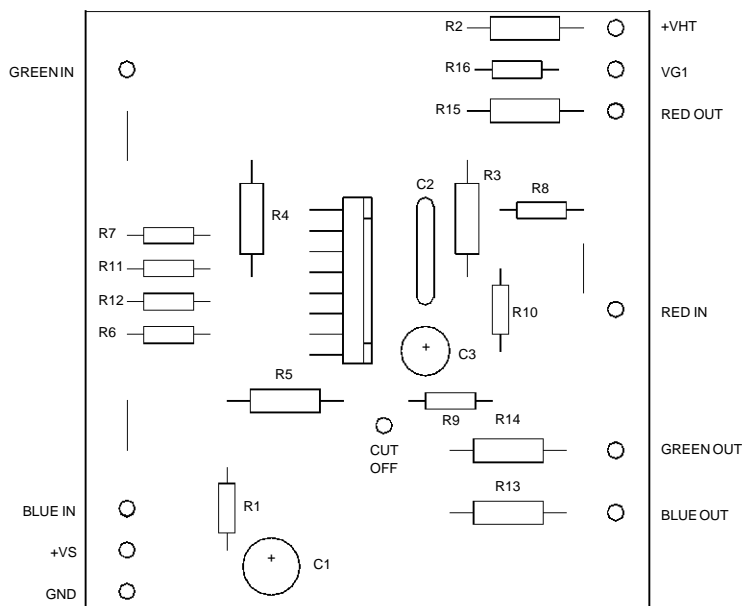 R2
+VHT
GREEN IN
R16
VG1
R15
RED OUT
C2
R3
R8
R4
R7
R11
R12
R10
RED IN
R6
C3
R5
R9
R14
CUT
OFF
GREEN OUT
R13
BLUE IN
R1
BLUE OUT
+VS
C1
GND